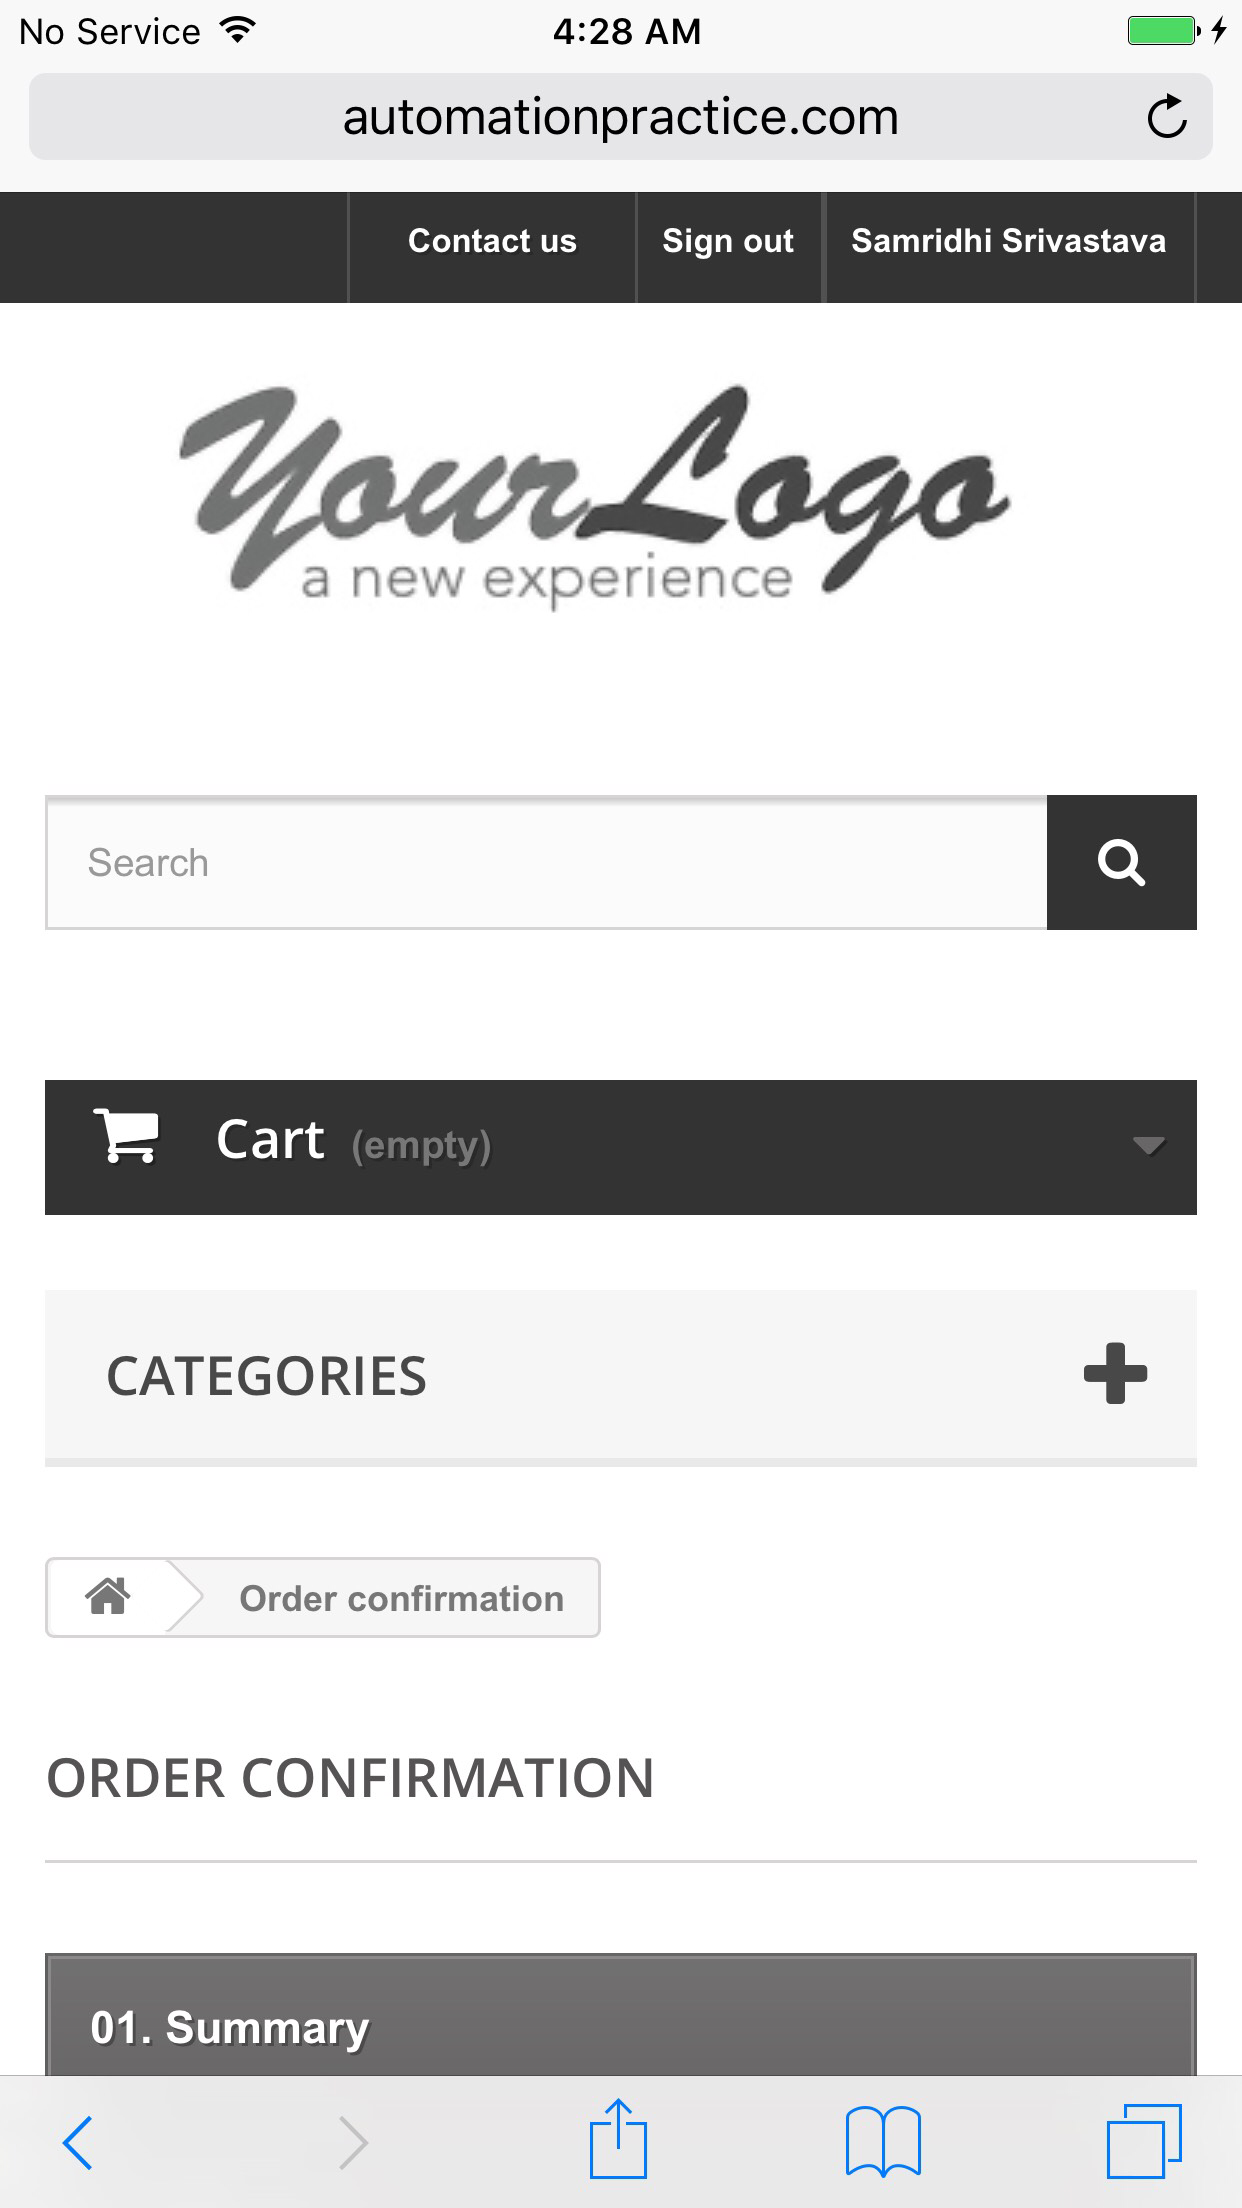 No Service 4:28 AM
automationpractice.com
Contact us Sign out Samridhi Srivastava
YourLogo
a new experience
Search
Cart (empty)
CATEGORIES
Order confirmation
ORDER CONFIRMATION
01. Summary